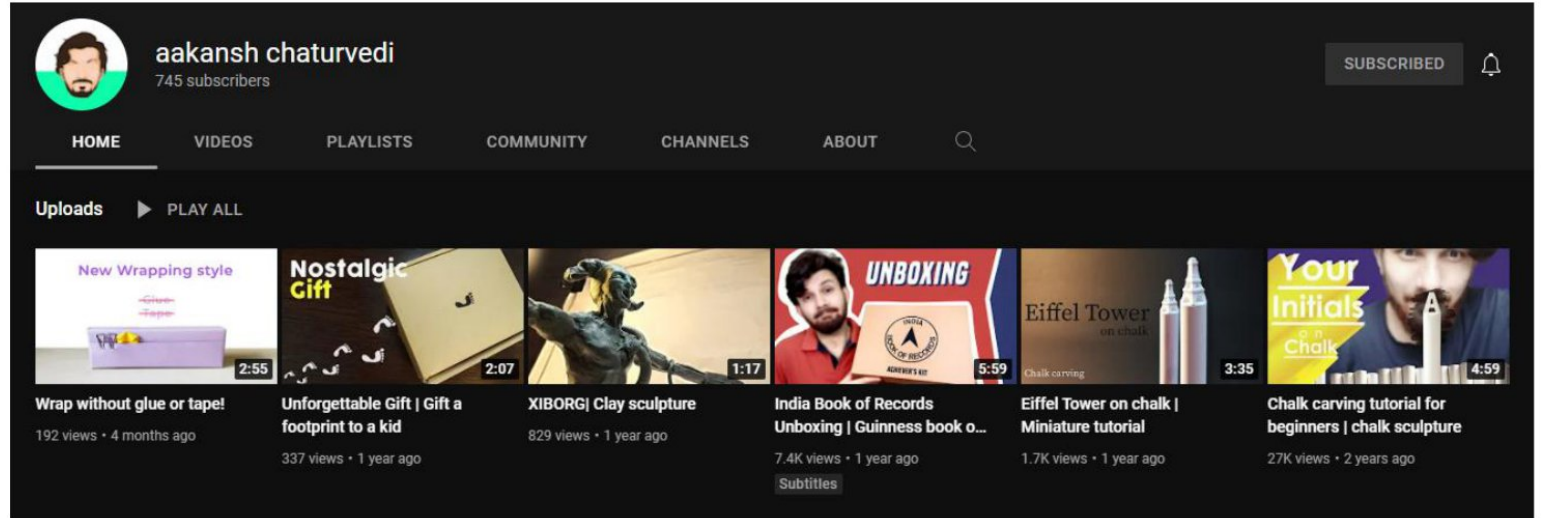 aakansh chaturvedi
745 subscribers
SUBSCRIBED
HOME VIDEOS PLAYLISTS COMMUNITY CHANNELS ABOUT
Uploads PLAY ALL
New Wrapping style
Glue
Tape
2:55
Wrap without glue or tape!
192 views • 4 months ago
Nostalgic
Gift
2:07
Unforgettable Gift | Gift a
footprint to a kid
337 views • 1 year ago
1:17
XIBORG| Clay sculpture
829 views • 1 year ago
UNBOXING
INDIA
BOOK OF RECORDS
ACHIEVER'S KIT
5:59
India Book of Records
Unboxing | Guinness book o...
7.4K views • 1 year ago
Subtitles
Eiffel Tower
on chalk
Chalk carving
3:35
Eiffel Tower on chalk |
Miniature tutorial
1.7K views • 1 year ago
Your
Initials
on
Chalk
A
4:59
Chalk carving tutorial for
beginners | chalk sculpture
27K views • 2 years ago